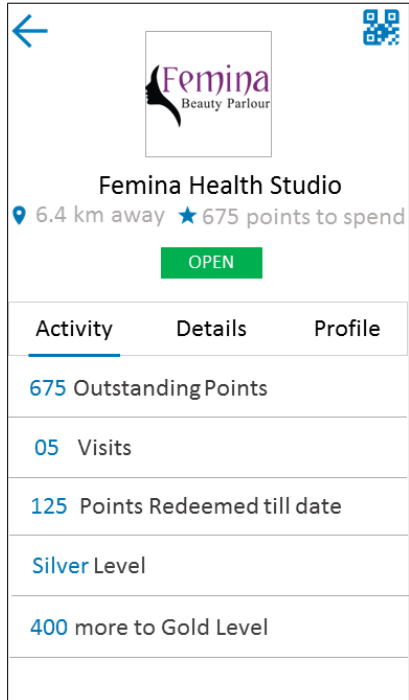 Femina
Beauty Parlour
Femina Health Studio
6.4 km away 675 points to spend
OPEN
Activity Details Profile
675 Outstanding Points
05 Visits
125 Points Redeemed till date
Silver Level
400 more to Gold Level